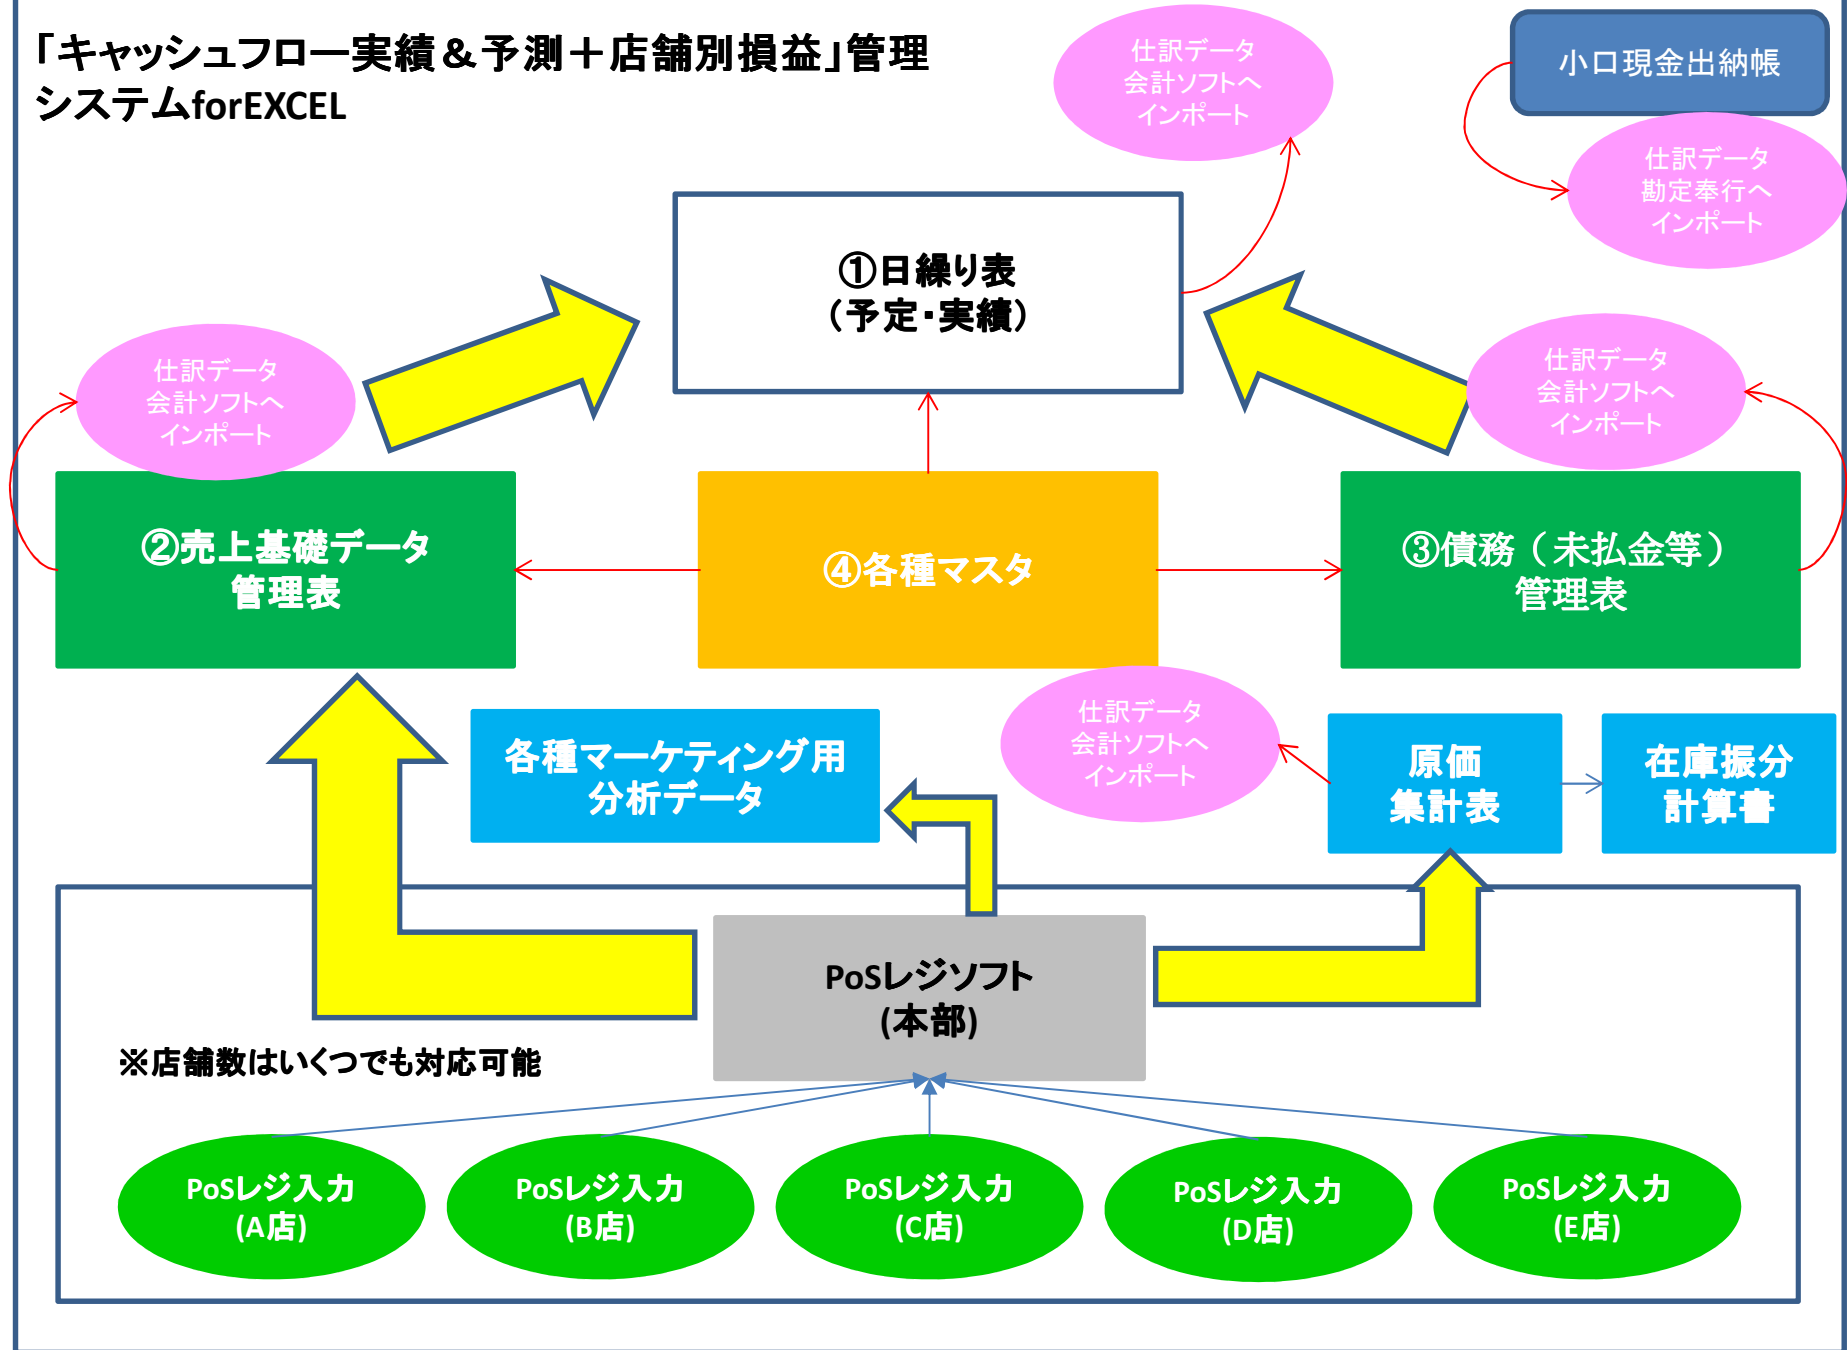 「キャッシュフロー実績＆予測＋店舗別損益」管理
システムforEXCEL
仕訳データ
会計ソフトへ
インポート
小口現金出納帳
仕訳データ
勘定奉行へ
インポート
①日繰り表
（予定・実績）
仕訳データ
会計ソフトへ
インポート
仕訳データ
会計ソフトへ
インポート
②売上基礎データ
管理表
④各種マスタ
③債務（未払金等）
管理表
各種マーケティング用
分析データ
仕訳データ
会計ソフトへ
インポート
原価
集計表
在庫振分
計算書
PoSレジソフト
(本部)
※店舗数はいくつでも対応可能
PoSレジ入力
(A店)
PoSレジ入力
(B店)
PoSレジ入力
(C店)
PoSレジ入力
(D店)
PoSレジ入力
(E店)